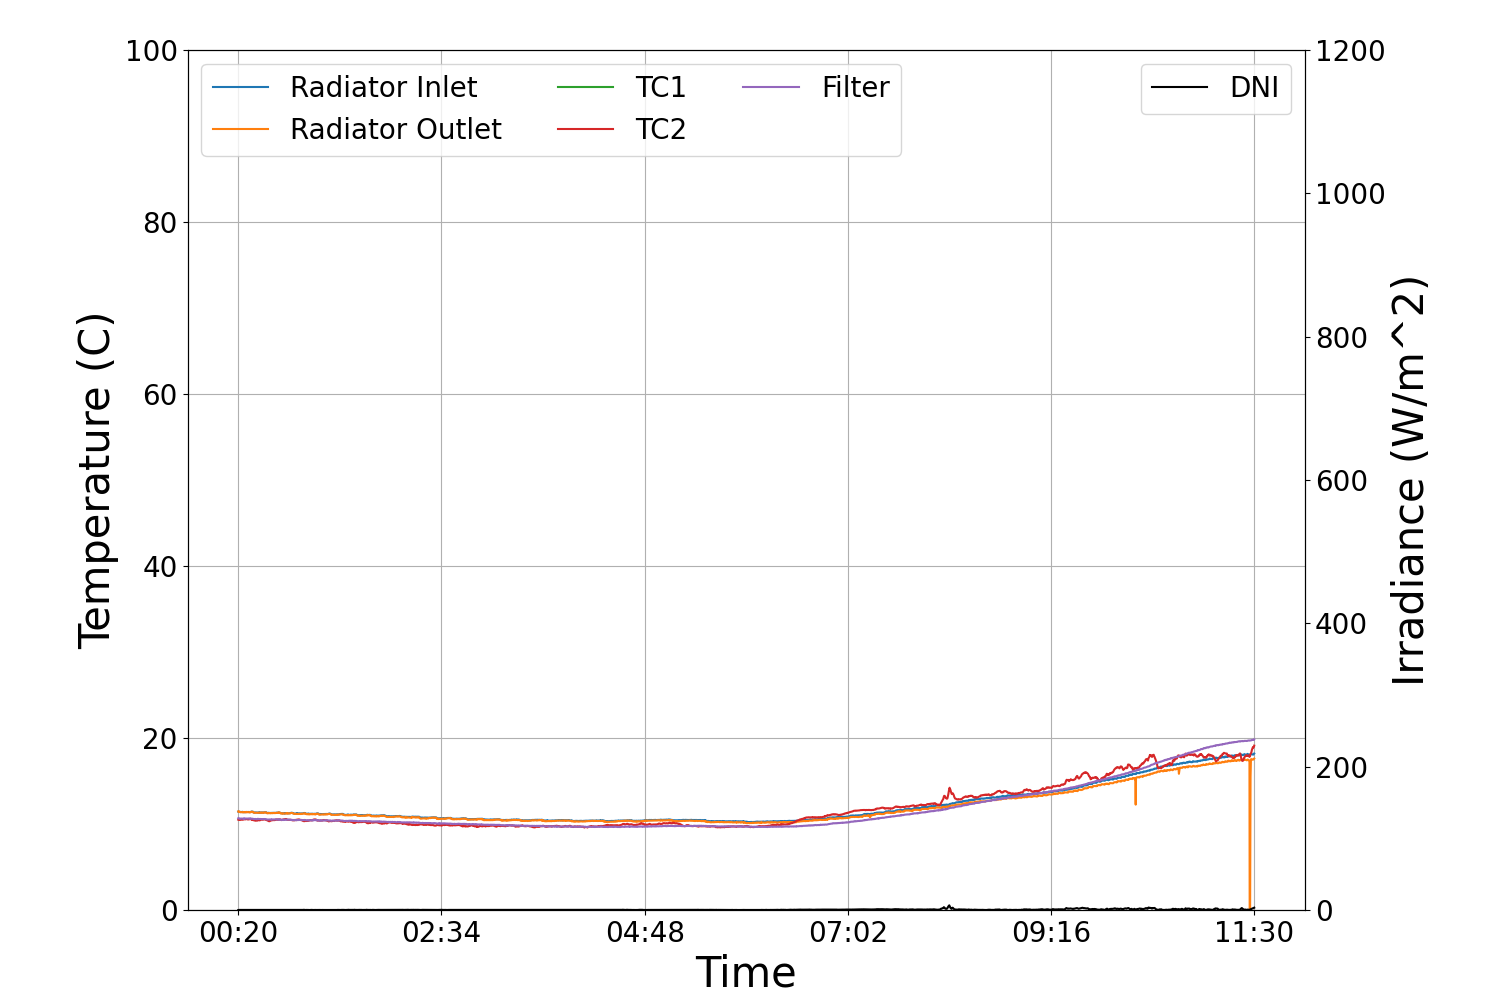 100
80
60
40
20
0
Temperature (C)
Radiator Inlet
Radiator Outlet
TC1
TC2
Filter
DNI
1200
1000
800
600
400
200
0
Irradiance (W/m^2)
00:20 02:34 04:48 07:02 09:16 11:30
Time